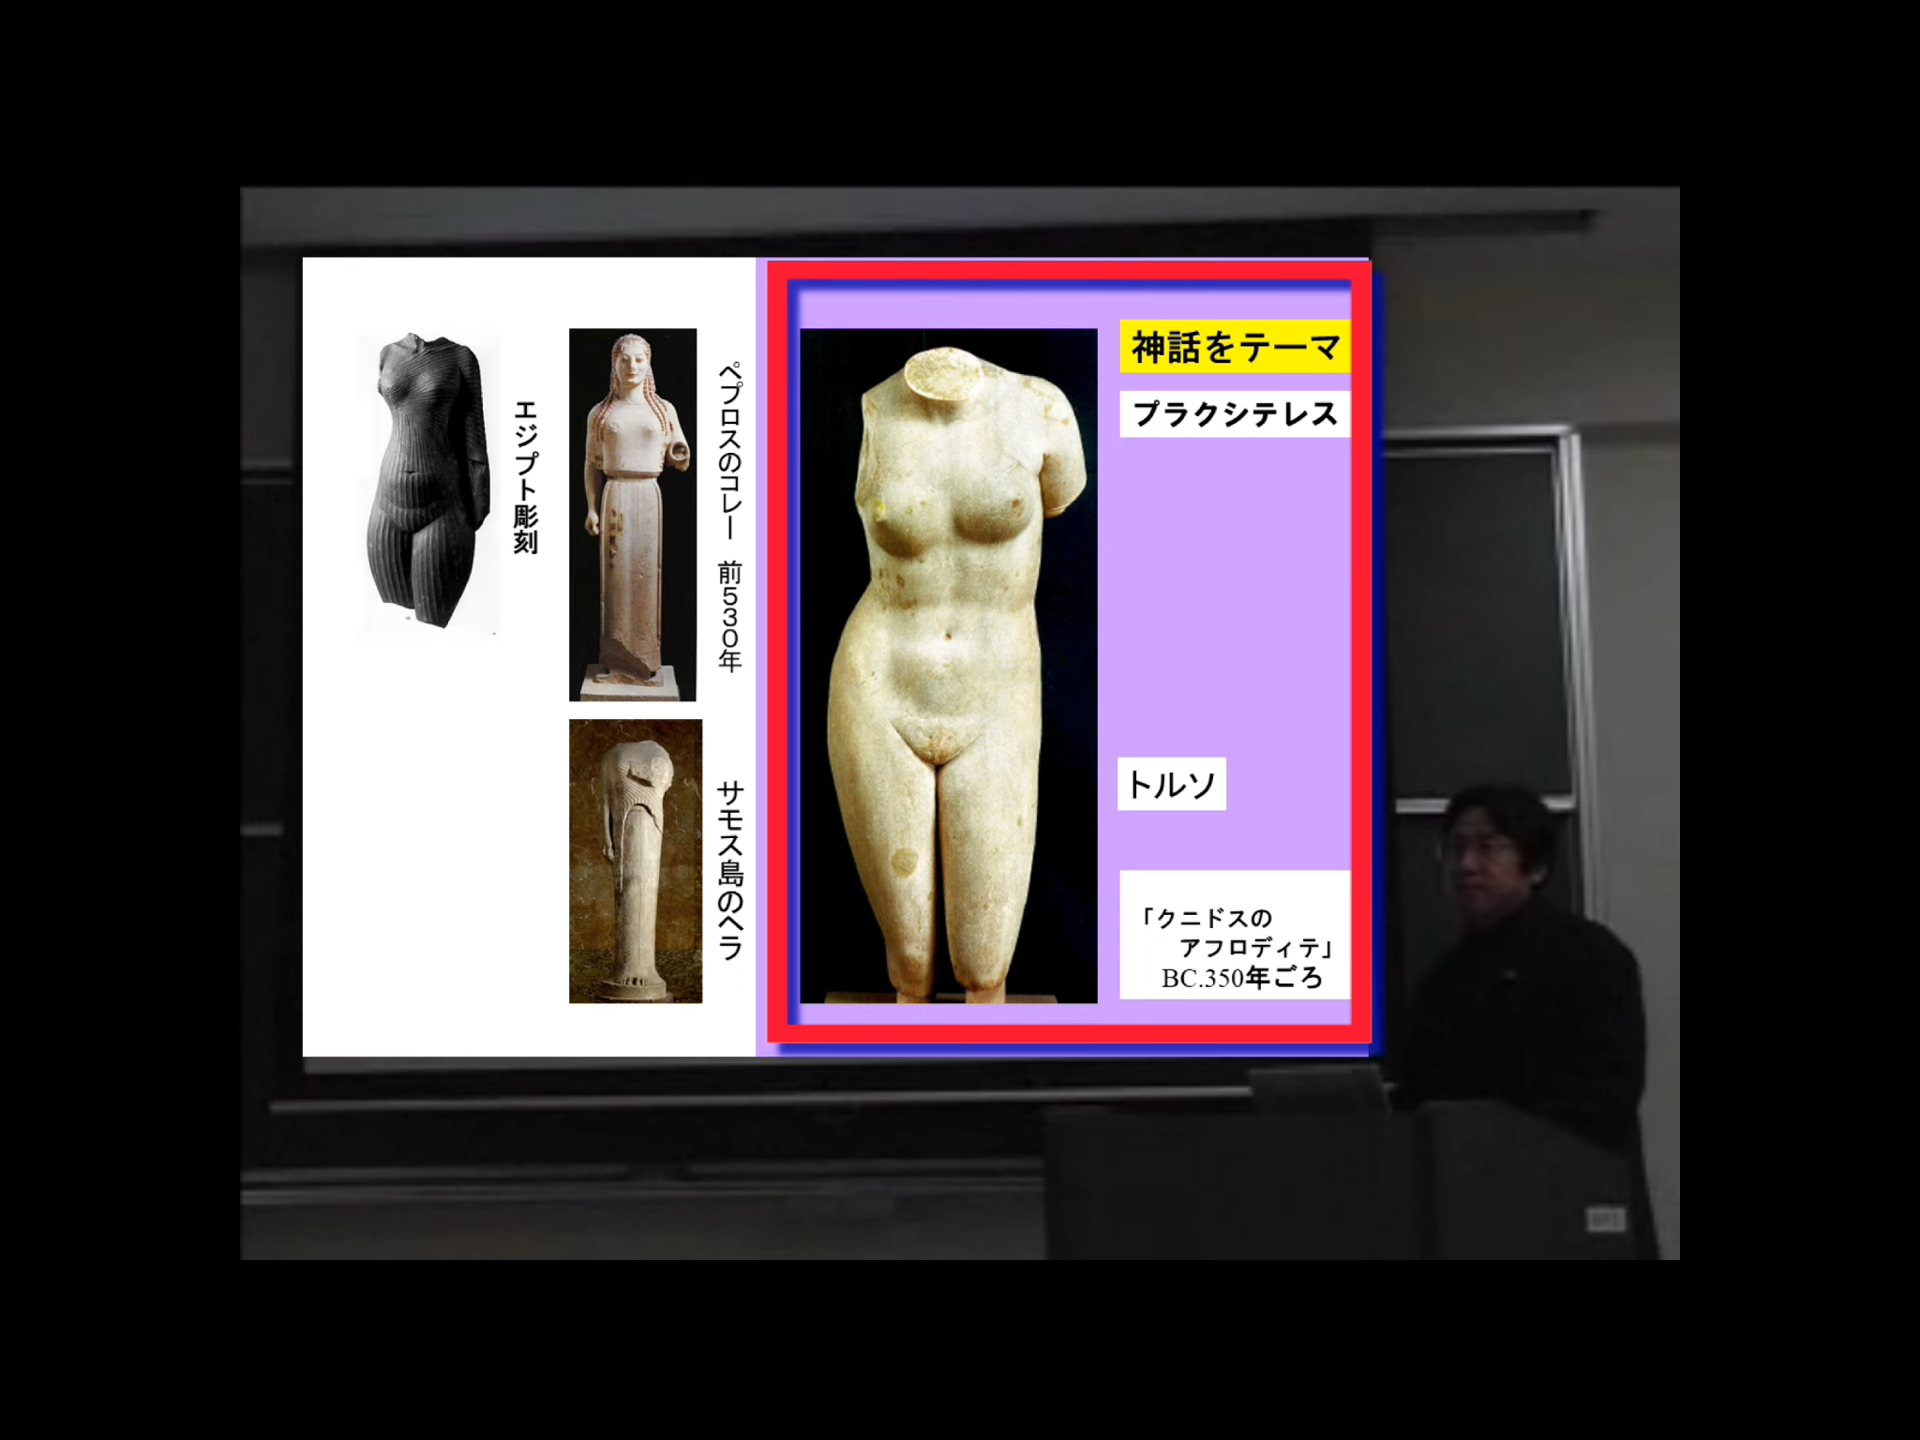 エジプト彫刻
ペプロスのコレー 前530年
サモス島のヘラ
神話をテーマ
プラクシテレス
トルソ
「クニドスの
アフロディテ」
BC.350年ごろ